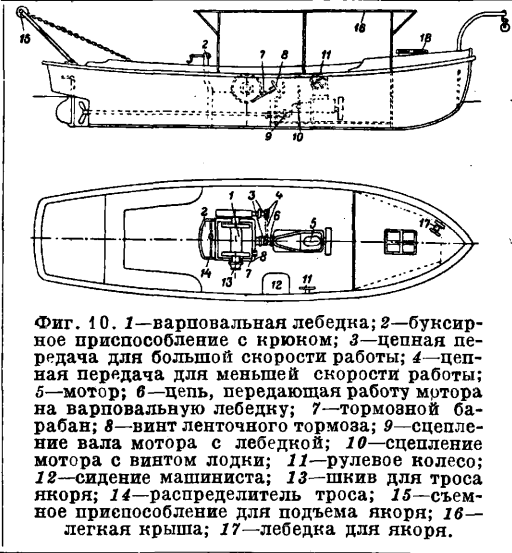 15
2
7
8
11
16
18
9
10
1
3
4
2
6
5
17
14
7
8
13
12
11
Фиг. 10. 1—варповальная лебедка; 2—буксир-
ное приспособление с крюком; 3—цепная пе-
редача для большой скорости работы; 4—цеп-
ная передача для меньшей скорости работы;
5—мотор; 6—цепь, передающая работу мотора
на варповальную лебедку; 7—тормозной ба-
рабан; 8—винт ленточного тормоза; 9—сцепле-
ние вала мотора с лебедкой; 10—сцепление
мотора с винтом лодки; 11—рулевое колесо;
12—сидение машиниста; 13—шкив для троса
якоря; 14—распределитель троса; 15—съем-
ное приспособление для подъема якоря. 16—
легкая крыша; 17—лебедка для якоря.